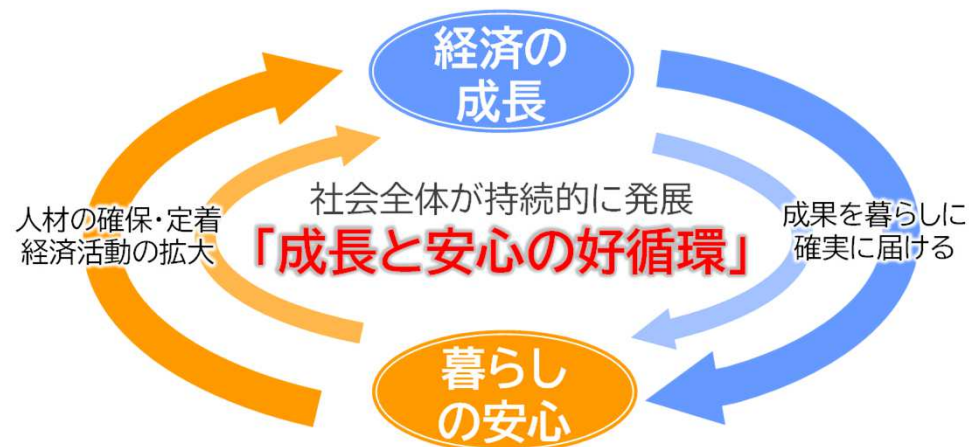 経済の
成長
社会全体が持続的に発展
「成長と安心の好循環」
人材の確保・定着
経済活動の拡大
成果を暮らしに
確実に届ける
暮らし
の安心